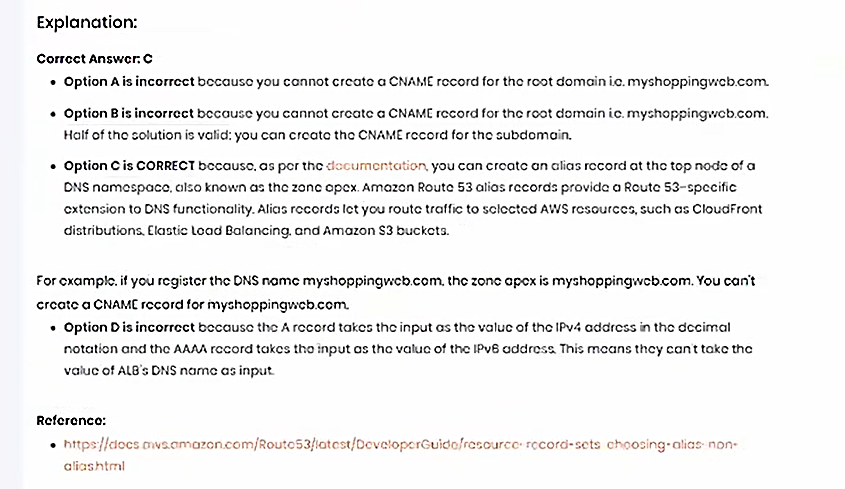 Explanation:
Correct Answer: C
• Option A is incorrect because you cannot create a CNAME record for the root domain i.e. myshoppingweb.com.
• Option B is incorrect because you cannot create a CNAME record for the root domain i.e. myshoppingweb.com.
Half of the solution is valid; you can create the CNAME record for the subdomain.
• Option C is CORRECT because, as per the documentation, you can create an alias record at the top node of a
DNS namespace, also known as the zone apex. Amazon Route 53 alias records provide a Route 53-specific
extension to DNS functionality. Alias records let you route traffic to selected AWS resources, such as CloudFront
distributions, Elastic Load Balancing, and Amazon S3 buckets.
For example, if you register the DNS name myshoppingweb.com, the zone apex is myshoppingweb.com. You can't
create a CNAME record for myshoppingweb.com.
• Option D is incorrect because the A record takes the input as the value of the IPv4 address in the decimal
notation and the AAAA record takes the input as the value of the IPv6 address. This means they can't take the
value of ALB's DNS name as input.
Reference:
• https://docs.aws.amazon.com/Route53/latest/DeveloperGuide/resource-record-sets-choosing-alias-non-
alias.html